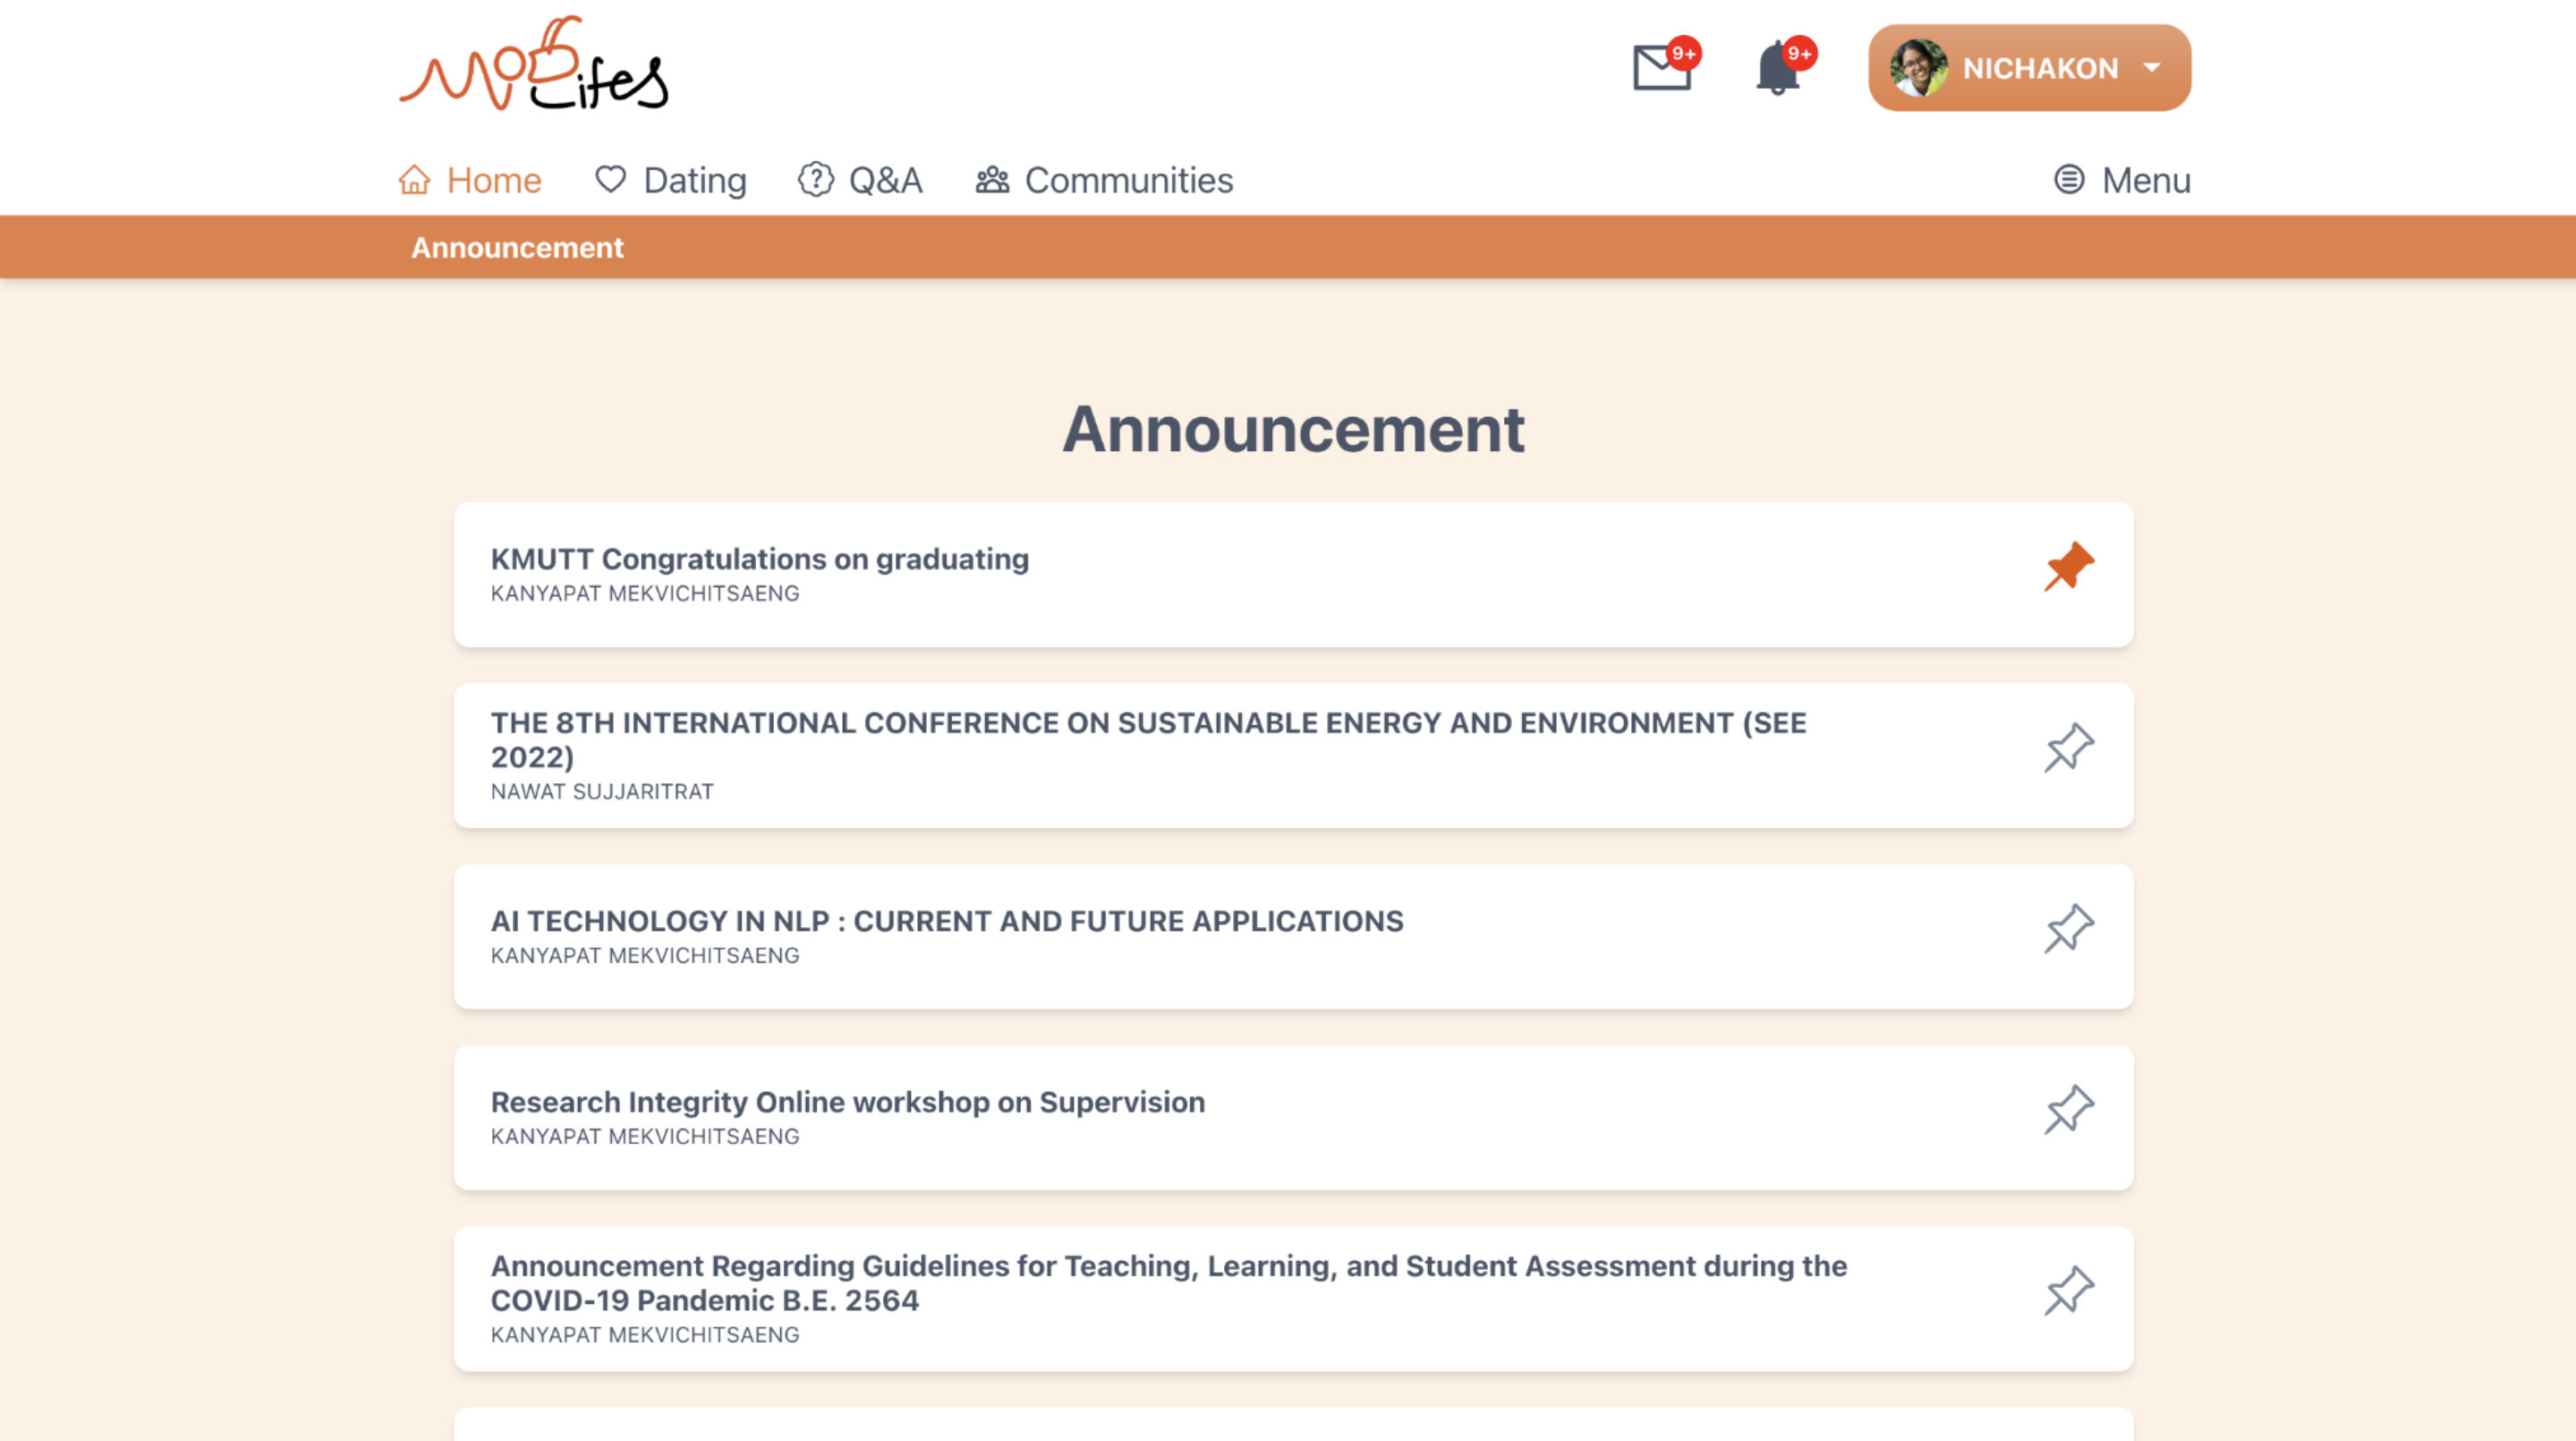 Mod Lifes
9+
9+
NICHAKON
Home
Dating
Q&A
Communities
Menu
Announcement
Announcement
KMUTT Congratulations on graduating
KANYAPAT MEKVICHITSAENG
THE 8TH INTERNATIONAL CONFERENCE ON SUSTAINABLE ENERGY AND ENVIRONMENT (SEE
2022)
NAWAT SUJJARITRAT
AI TECHNOLOGY IN NLP : CURRENT AND FUTURE APPLICATIONS
KANYAPAT MEKVICHITSAENG
Research Integrity Online workshop on Supervision
KANYAPAT MEKVICHITSAENG
Announcement Regarding Guidelines for Teaching, Learning, and Student Assessment during the
COVID-19 Pandemic B.E. 2564
KANYAPAT MEKVICHITSAENG